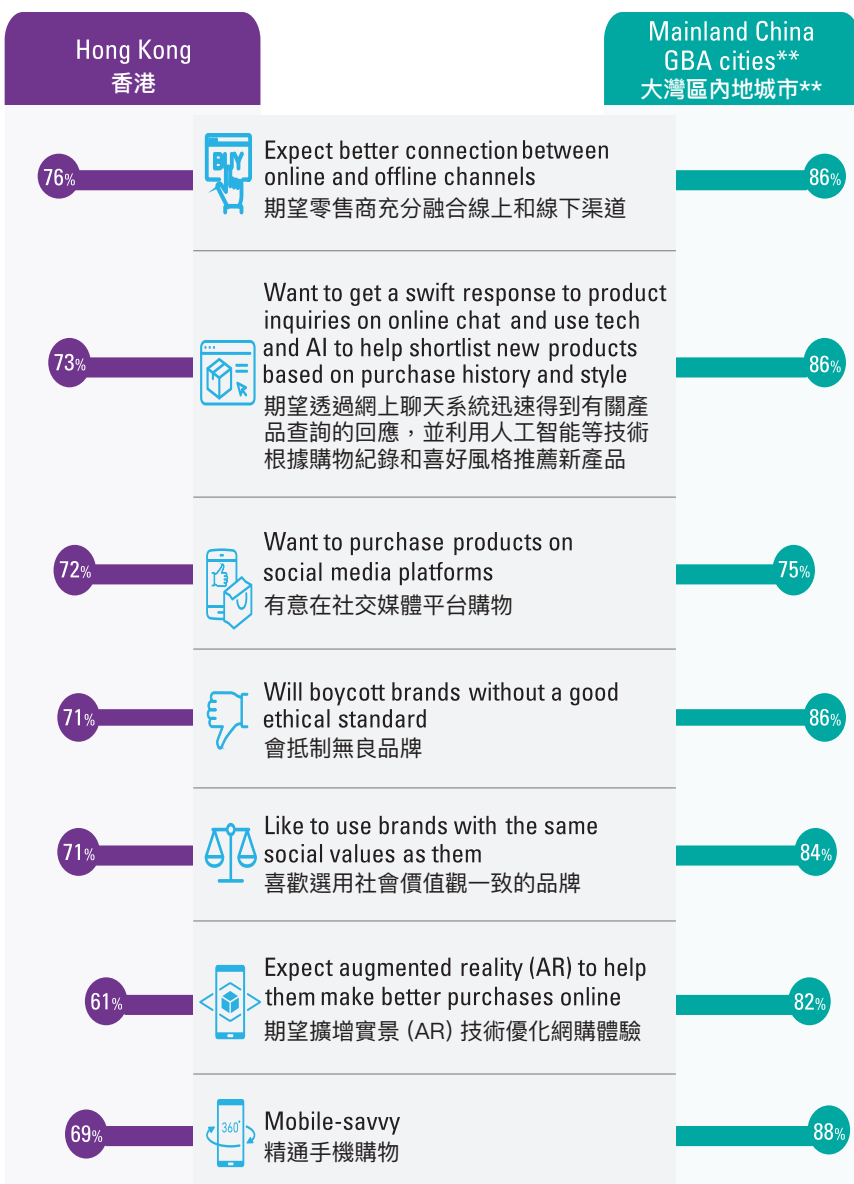 Hong Kong
香港
Mainland China
GBA cities**
大灣區內地城市**
76%
BUY
Expect better connection between
online and offline channels
期望零售商充分融合線上和線下渠道
86%
73%
Want to get a swift response to product
inquiries on online chat and use tech
and AI to help shortlist new products
based on purchase history and style
期望透過網上聊天系統迅速得到有關產
品查詢的回應，並利用人工智能等技術
根據購物紀錄和喜好風格推薦新產品
86%
72%
Want to purchase products on
social media platforms
有意在社交媒體平台購物
75%
71%
Will boycott brands without a good
ethical standard
會抵制無良品牌
86%
71%
Like to use brands with the same
social values as them
喜歡選用社會價值觀一致的品牌
84%
61%
Expect augmented reality (AR) to help
them make better purchases online
期望擴增實景 (AR) 技術優化網購體驗
82%
69%
360°
Mobile-savvy
精通手機購物
88%